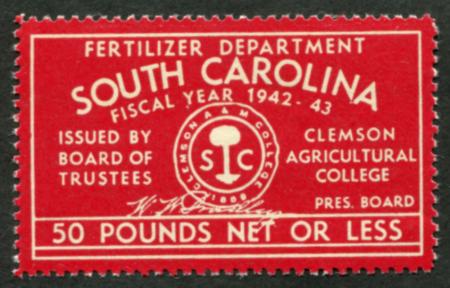 FERTILIZER DEPARTMENT
SOUTH CAROLINA
FISCAL YEAR 1942-43
ISSUED BY
BOARD OF
TRUSTEES
CLEMSON A & M COLLEGE
S C
1889
CLEMSON
AGRICULTURAL
COLLEGE
W. W. Bradley
PRES. BOARD
50 POUNDS NET OR LESS